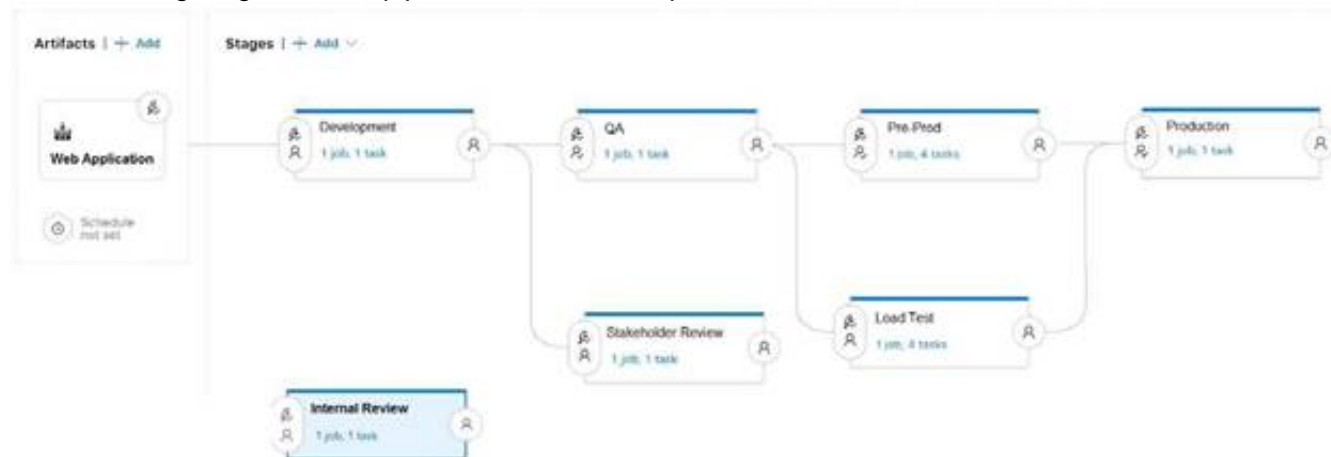 Artifacts | + Add
Stages | + Add
Web Application
Schedule
not set
Development
1 job, 1 task
QA
1 job, 1 task
Pre-Prod
1 job, 4 tasks
Production
1 job, 1 task
Stakeholder Review
1 job, 1 task
Load Test
1 job, 4 tasks
Internal Review
1 job, 1 task